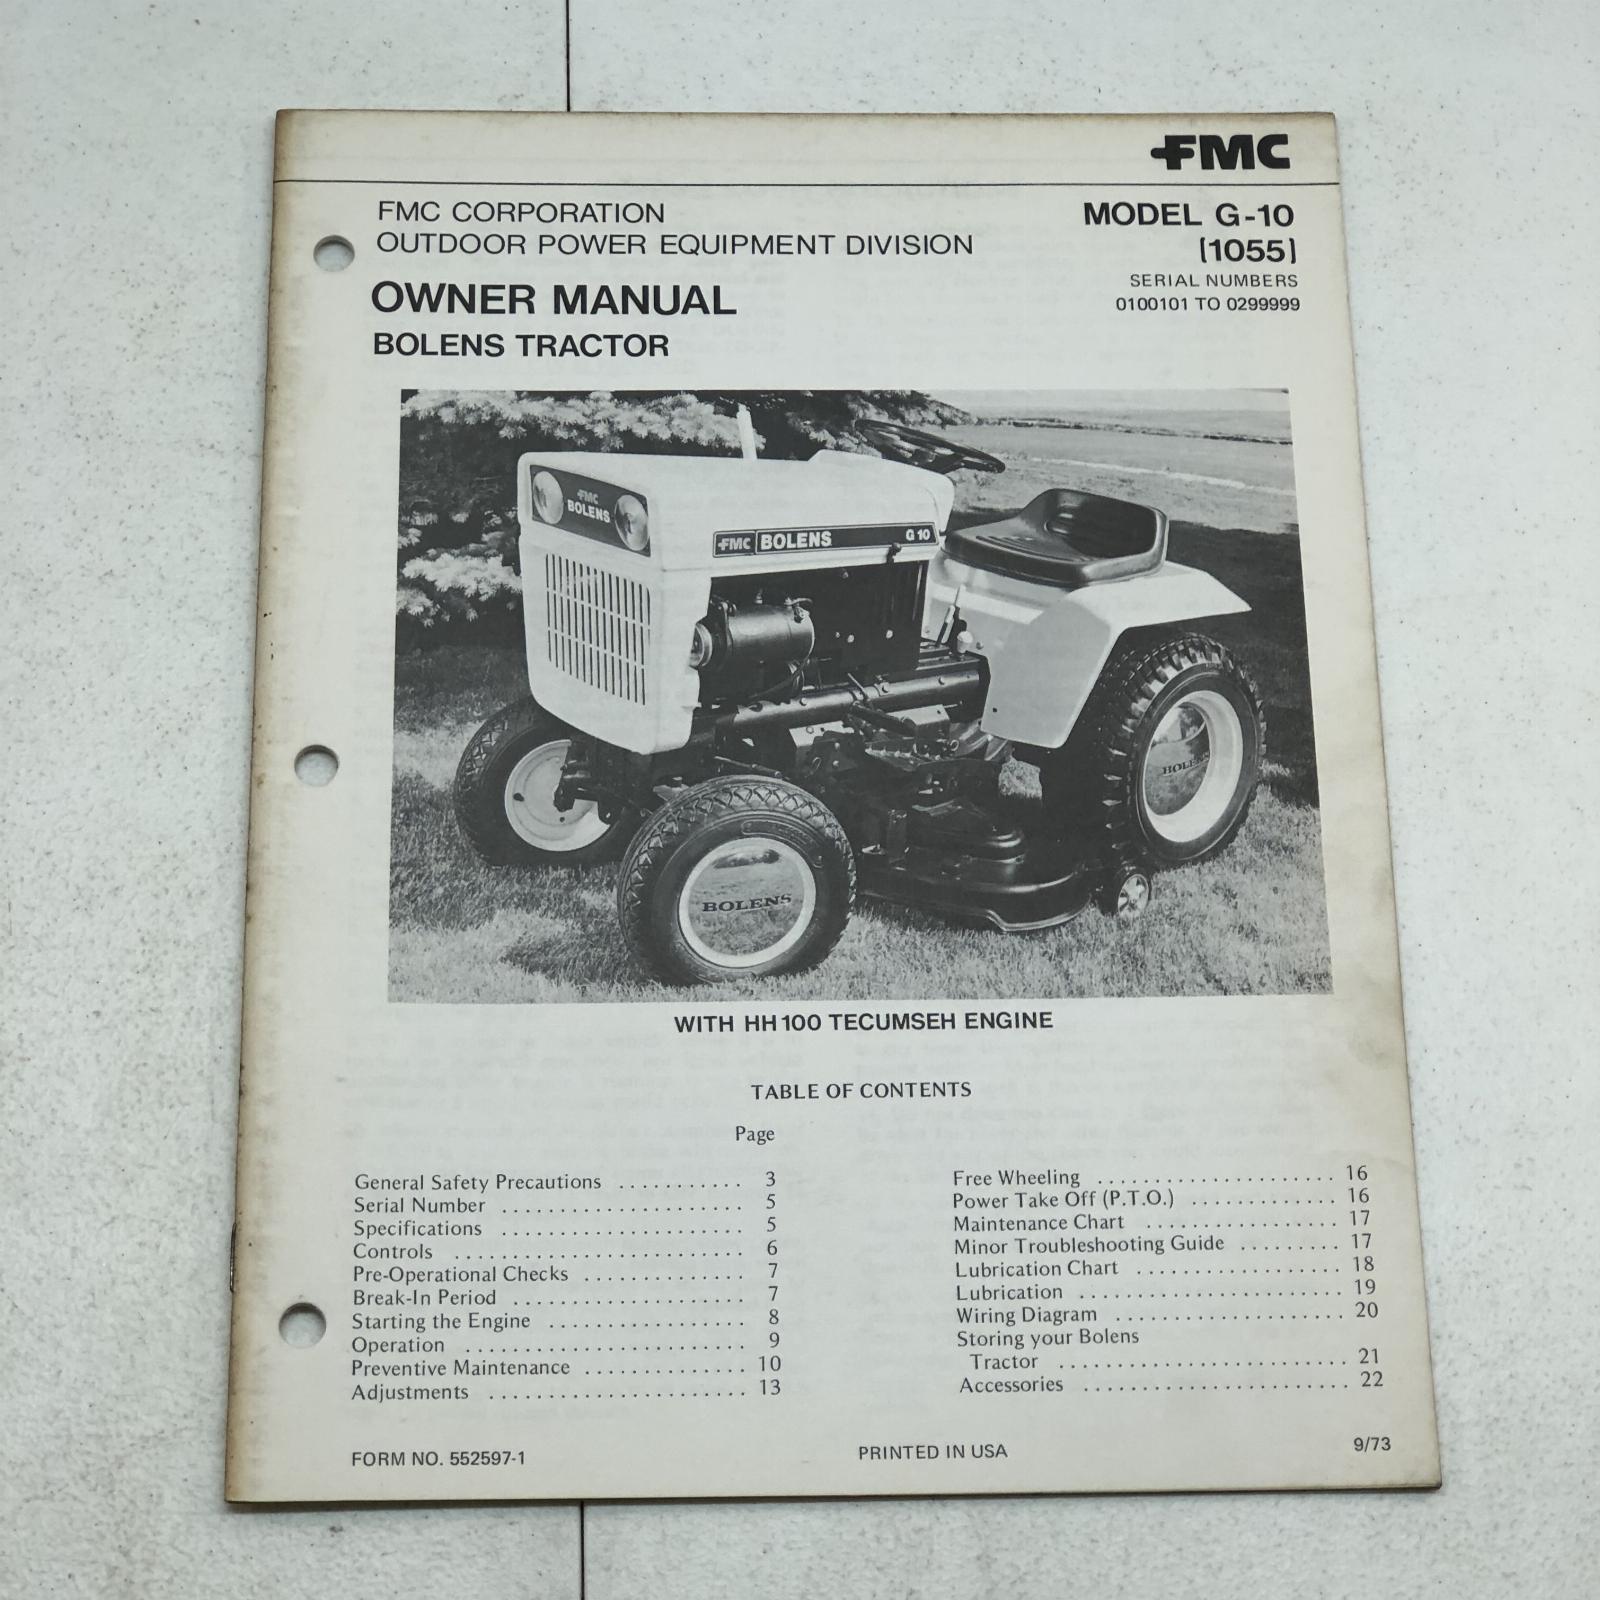 FMC
FMC CORPORATION
OUTDOOR POWER EQUIPMENT DIVISION
OWNER MANUAL
BOLENS TRACTOR
MODEL G-10
(1055)
SERIAL NUMBERS
0100101 TO 0299999
FMC
BOLENS
FMC BOLENS G 10
BOLENS
BOLENS
WITH HH100 TECUMSEH ENGINE
TABLE OF CONTENTS
Page
General Safety Precautions ........... 3
Serial Number ....................... 5
Specifications ....................... 5
Controls ............................ 6
Pre-Operational Checks .............. 7
Break-In Period ...................... 7
Starting the Engine ................. 8
Operation .......................... 9
Preventive Maintenance .............. 10
Adjustments ........................ 13
Free Wheeling ...................... 16
Power Take Off (P.T.O.) ............. 16
Maintenance Chart ................. 17
Minor Troubleshooting Guide ......... 17
Lubrication Chart .................. 18
Lubrication ........................ 19
Wiring Diagram ..................... 20
Storing your Bolens
Tractor ......................... 21
Accessories ........................ 22
FORM NO. 552597-1
PRINTED IN USA
9/73